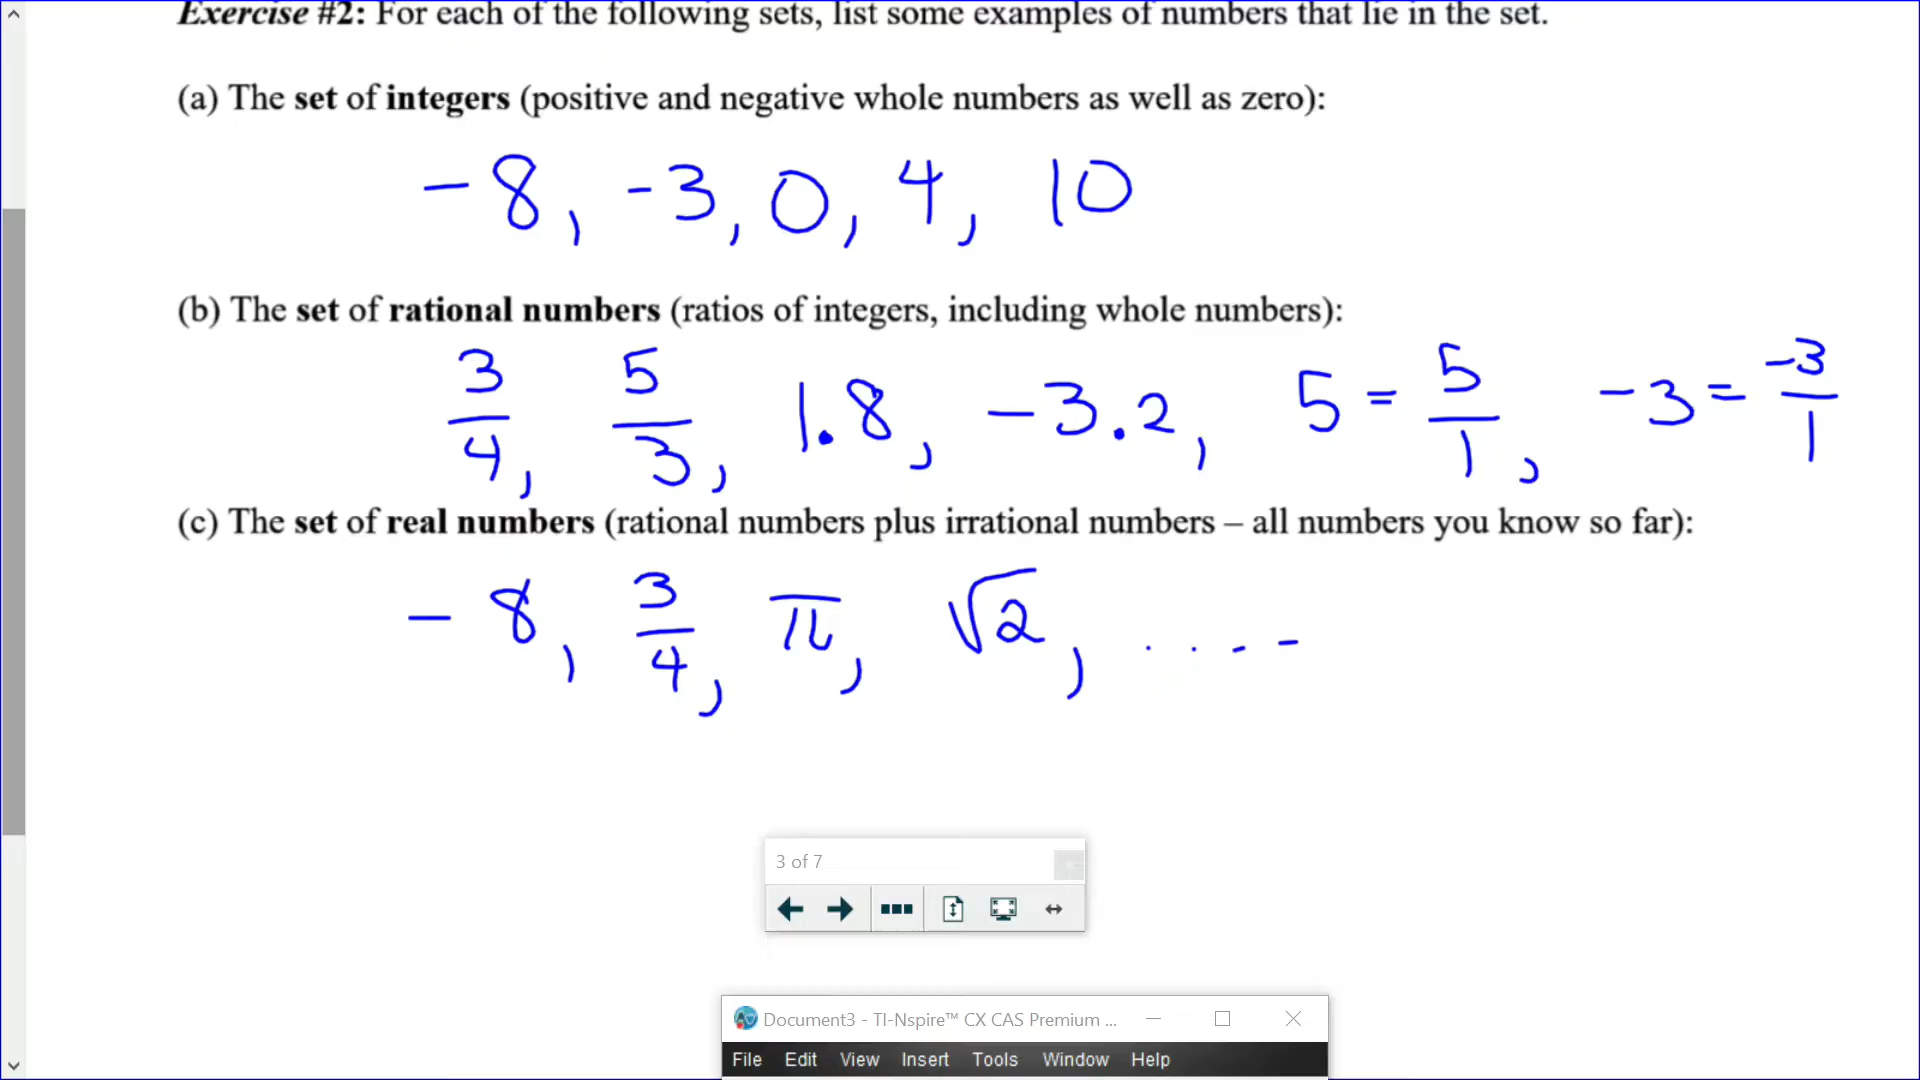 Exercise #2: For each of the following sets, list some examples of numbers that lie in the set.
(a) The set of integers (positive and negative whole numbers as well as zero):
-8, -3, 0, 4, 10
(b) The set of rational numbers (ratios of integers, including whole numbers):
3/4, 5/3, 1.8, -3.2, 5 = 5/1, -3 = -3/1
(c) The set of real numbers (rational numbers plus irrational numbers – all numbers you know so far):
-8, 3/4, π, √2, ....
3 of 7
Document3 - TI-Nspire™ CX CAS Premium ...
File Edit View Insert Tools Window Help